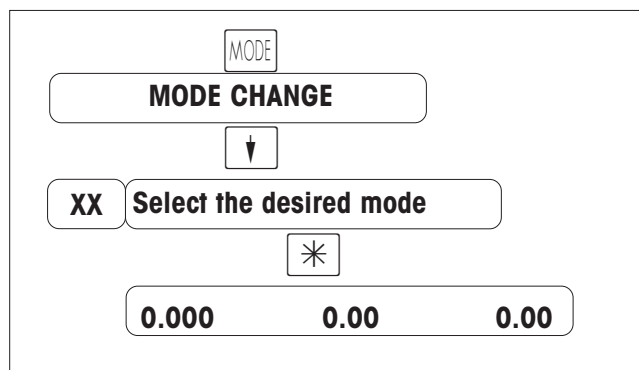 MODE
MODE CHANGE
XX Select the desired mode
0.000 0.00 0.00